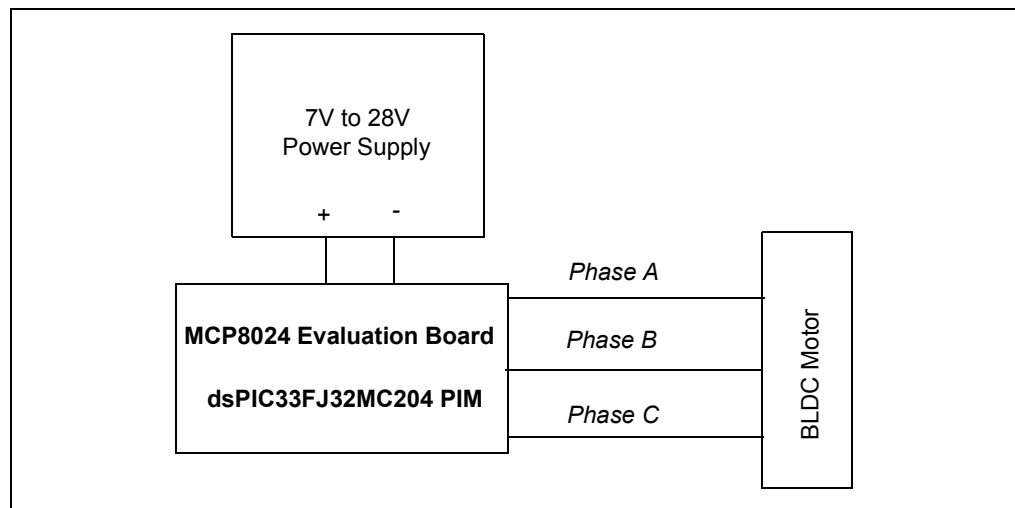 7V to 28V
Power Supply
+ -
Phase A
MCP8024 Evaluation Board
Phase B
dsPIC33FJ32MC204 PIM
Phase C
BLDC Motor